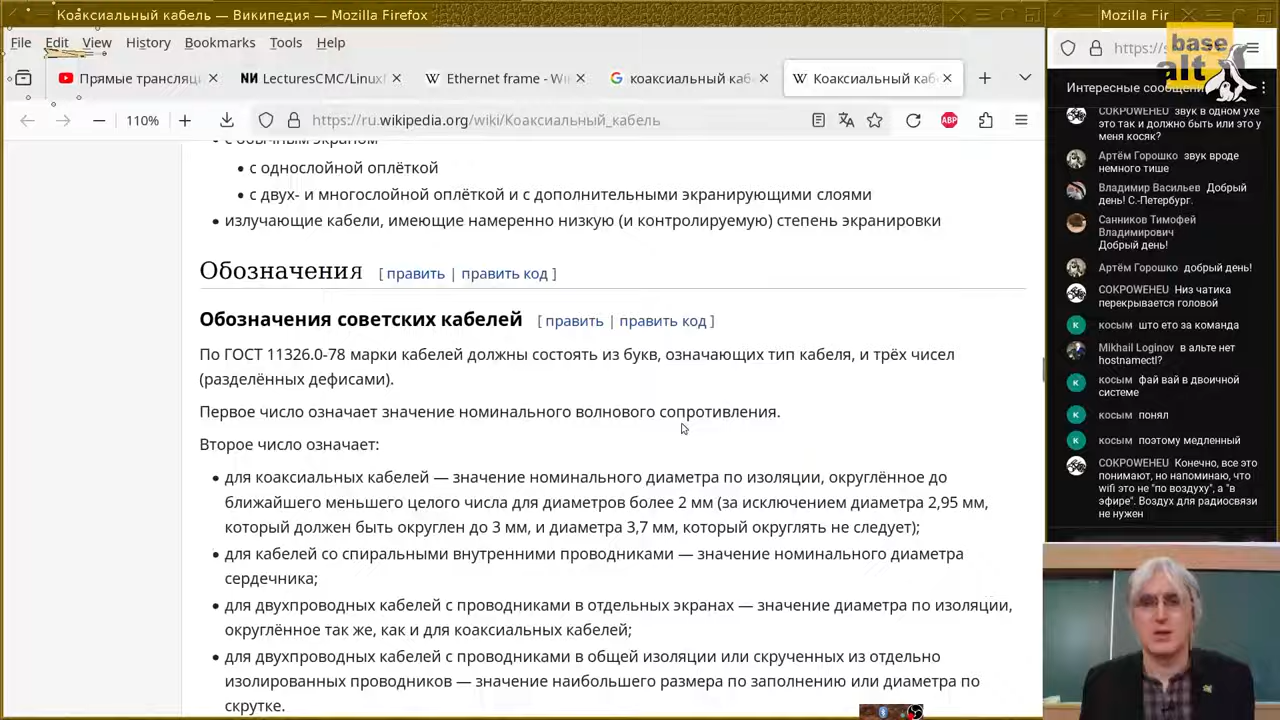 Коаксиальный кабель — Википедия — Mozilla Firefox
File Edit View History Bookmarks Tools Help
Прямые трансляц
LecturesCMC/Linux
Ethernet frame - Wi
коаксиальный каб
Коаксиальный каб
110%
https://ru.wikipedia.org/wiki/Коаксиальный_кабель
ABP
с обычным экраном
• с однослойной оплёткой
• с двух- и многослойной оплёткой и с дополнительными экранирующими слоями
• излучающие кабели, имеющие намеренно низкую (и контролируемую) степень экранировки
Обозначения [ править | править код ]
Обозначения советских кабелей [ править | править код ]
По ГОСТ 11326.0-78 марки кабелей должны состоять из букв, означающих тип кабеля, и трёх чисел
(разделённых дефисами).
Первое число означает значение номинального волнового сопротивления.
Второе число означает:
• для коаксиальных кабелей — значение номинального диаметра по изоляции, округлённое до
ближайшего меньшего целого числа для диаметров более 2 мм (за исключением диаметра 2,95 мм,
который должен быть округлен до 3 мм, и диаметра 3,7 мм, который округлять не следует);
• для кабелей со спиральными внутренними проводниками — значение номинального диаметра
сердечника;
• для двухпроводных кабелей с проводниками в отдельных экранах — значение диаметра по изоляции,
округлённое так же, как и для коаксиальных кабелей;
• для двухпроводных кабелей с проводниками в общей изоляции или скрученных из отдельно
изолированных проводников — значение наибольшего размера по заполнению или диаметра по
скрутке.
Mozilla Fir
https://s
base
alt
Интересные сообщен
COKPOWEHEU звук в одном ухе
это так и должно быть или это у
меня косяк?
Артём Горошко звук вроде
немного тише
Владимир Васильев Добрый
день! С.-Петербург.
Санников Тимофей
Владимирович
Добрый день!
Артём Горошко добрый день!
COKPOWEHEU Низ чатика
перекрывается головой
К косым што ето за команда
Mikhail Loginov в альте нет
hostnamectl?
К косым фай вай в двоичной
системе
К косым понял
К косым поэтому медленный
COKPOWEHEU Конечно, все это
понимают, но напоминаю, что
wifi это не "по воздуху", а "в
эфире". Воздух для радиосвязи
не нужен